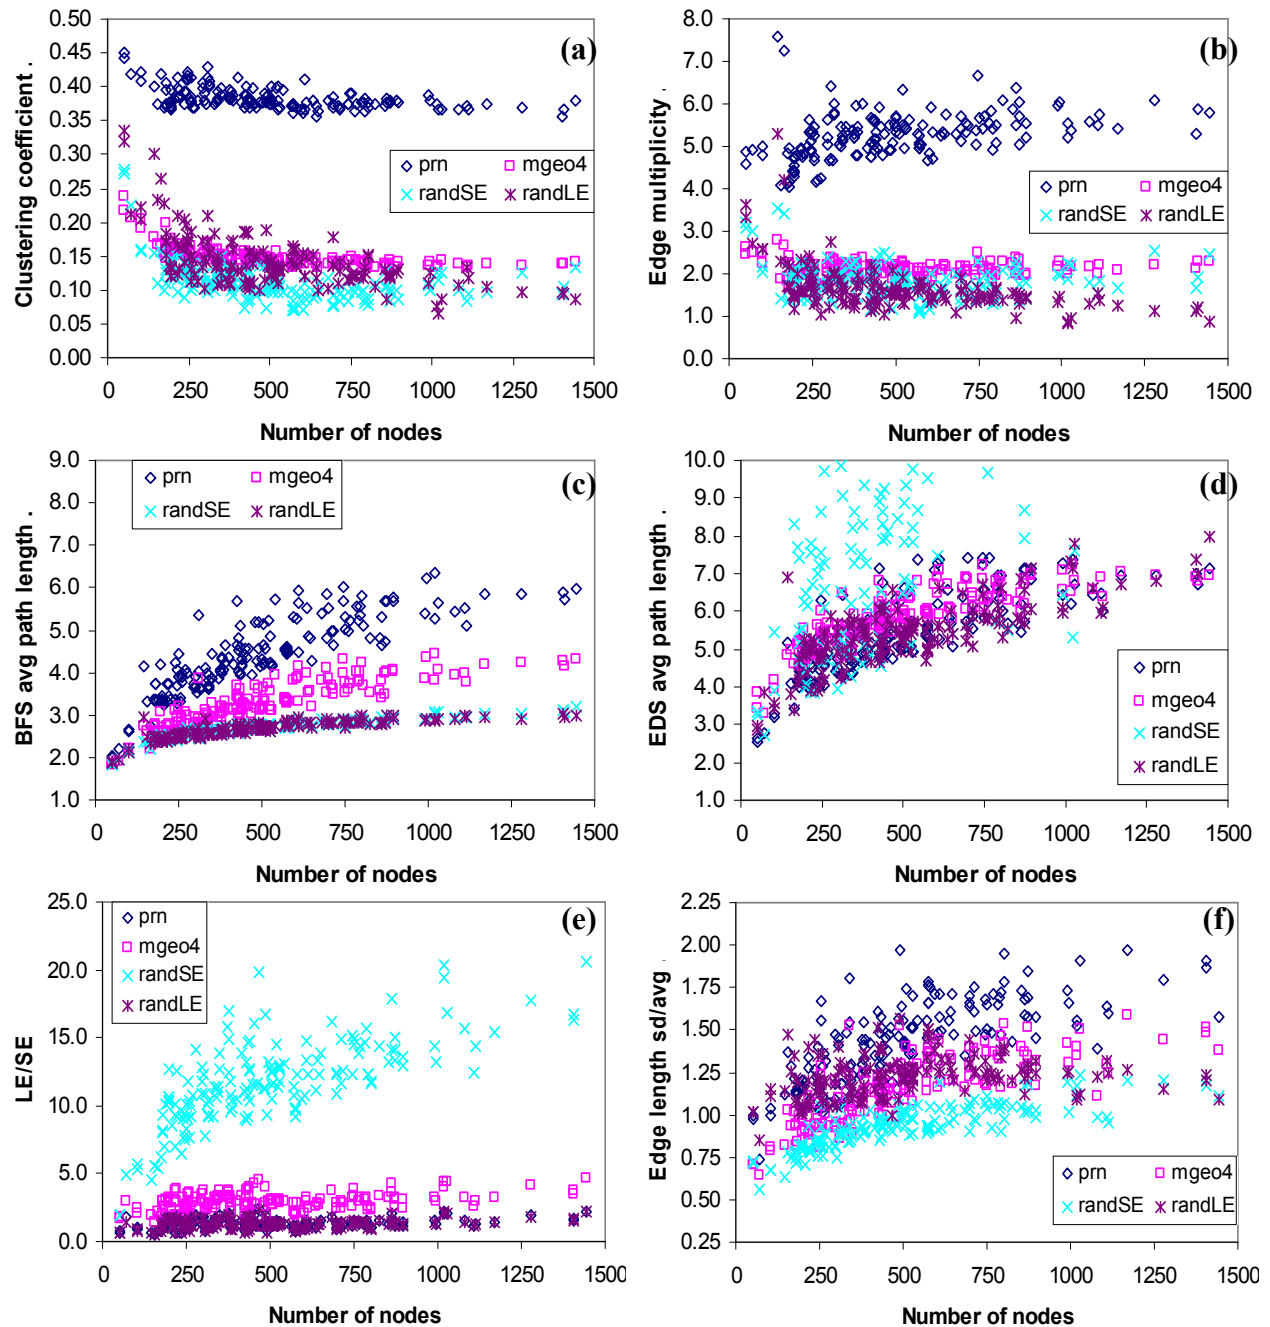 (a)
Clustering coefficient .
0.50
0.45
0.40
0.35
0.30
0.25
0.20
0.15
0.10
0.05
0.00
prn mgeo4
randSE randLE
0 250 500 750 1000 1250 1500
Number of nodes
(b)
Edge multiplicity .
8.0
7.0
6.0
5.0
4.0
3.0
2.0
1.0
0.0
prn mgeo4
randSE randLE
0 250 500 750 1000 1250 1500
Number of nodes
(c)
BFS avg path length .
9.0
8.0
7.0
6.0
5.0
4.0
3.0
2.0
1.0
prn mgeo4
randSE randLE
0 250 500 750 1000 1250 1500
Number of nodes
(d)
EDS avg path length .
10.0
9.0
8.0
7.0
6.0
5.0
4.0
3.0
2.0
1.0
prn
mgeo4
randSE
randLE
0 250 500 750 1000 1250 1500
Number of nodes
(e)
LE/SE
25.0
20.0
15.0
10.0
5.0
0.0
prn
mgeo4
randSE
randLE
0 250 500 750 1000 1250 1500
Number of nodes
(f)
Edge length sd/avg .
2.25
2.00
1.75
1.50
1.25
1.00
0.75
0.50
0.25
prn mgeo4
randSE randLE
0 250 500 750 1000 1250 1500
Number of nodes